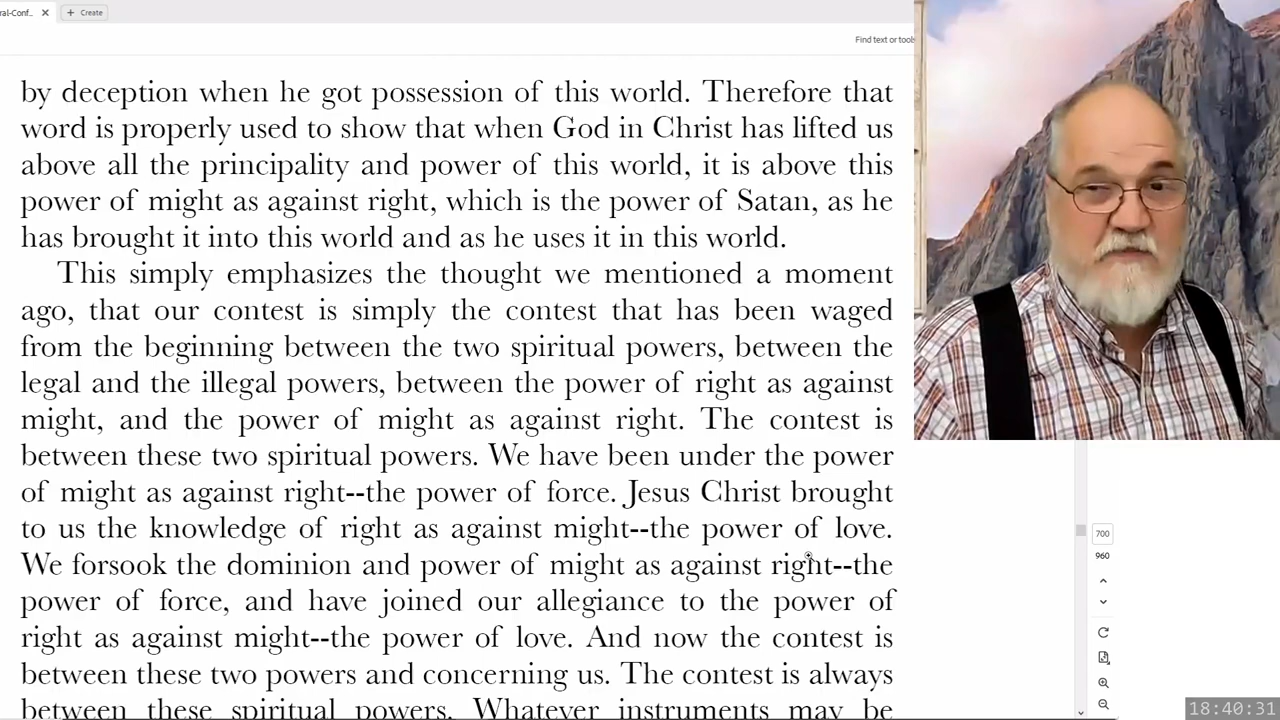 ral-Conf...
Create
Find text or tools
by deception when he got possession of this world. Therefore that
word is properly used to show that when God in Christ has lifted us
above all the principality and power of this world, it is above this
power of might as against right, which is the power of Satan, as he
has brought it into this world and as he uses it in this world.
This simply emphasizes the thought we mentioned a moment
ago, that our contest is simply the contest that has been waged
from the beginning between the two spiritual powers, between the
legal and the illegal powers, between the power of right as against
might, and the power of might as against right. The contest is
between these two spiritual powers. We have been under the power
of might as against right--the power of force. Jesus Christ brought
to us the knowledge of right as against might--the power of love.
We forsook the dominion and power of might as against right--the
power of force, and have joined our allegiance to the power of
right as against might--the power of love. And now the contest is
between these two powers and concerning us. The contest is always
between these spiritual powers. Whatever instruments may be
700
960
18:40:31